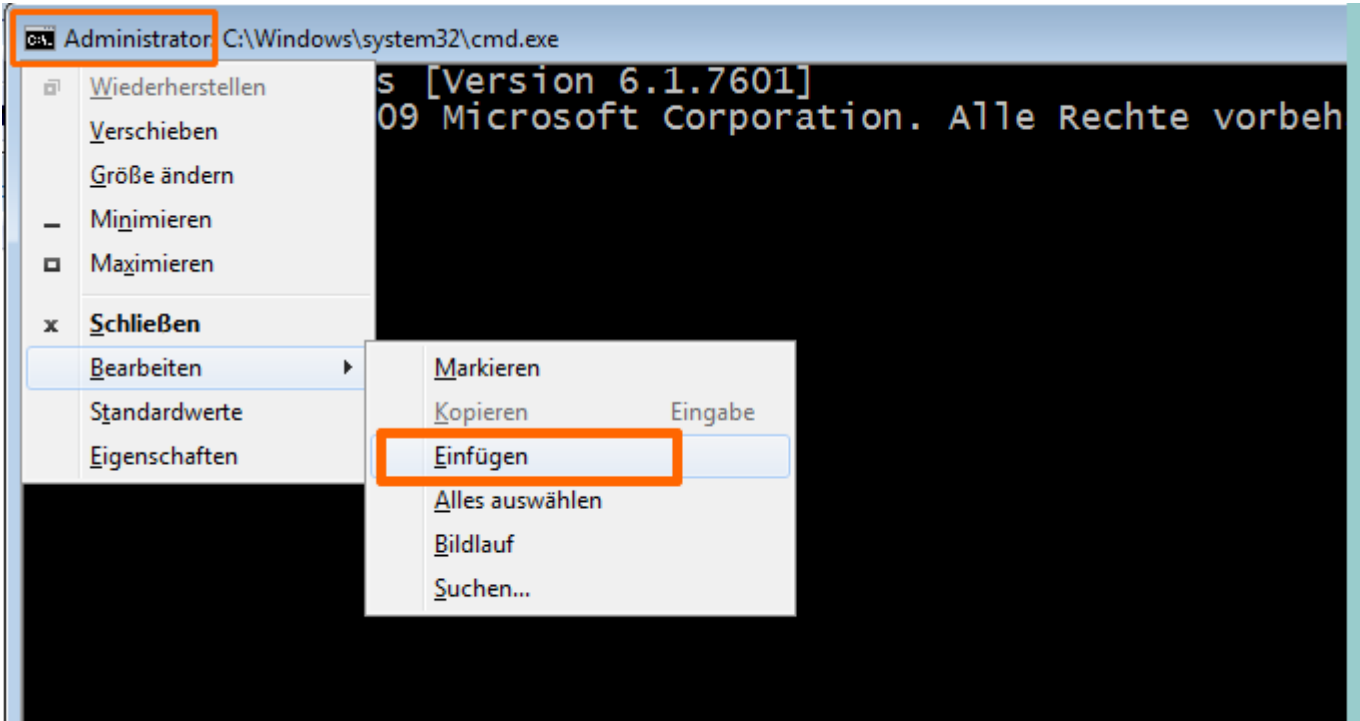 Administrator: C:\Windows\system32\cmd.exe
s [Version 6.1.7601]
09 Microsoft Corporation. Alle Rechte vorbeh
Wiederherstellen
Verschieben
Größe ändern
Minimieren
Maximieren
Schließen
Bearbeiten
Standardwerte
Eigenschaften
Markieren
Kopieren Eingabe
Einfügen
Alles auswählen
Bildlauf
Suchen...